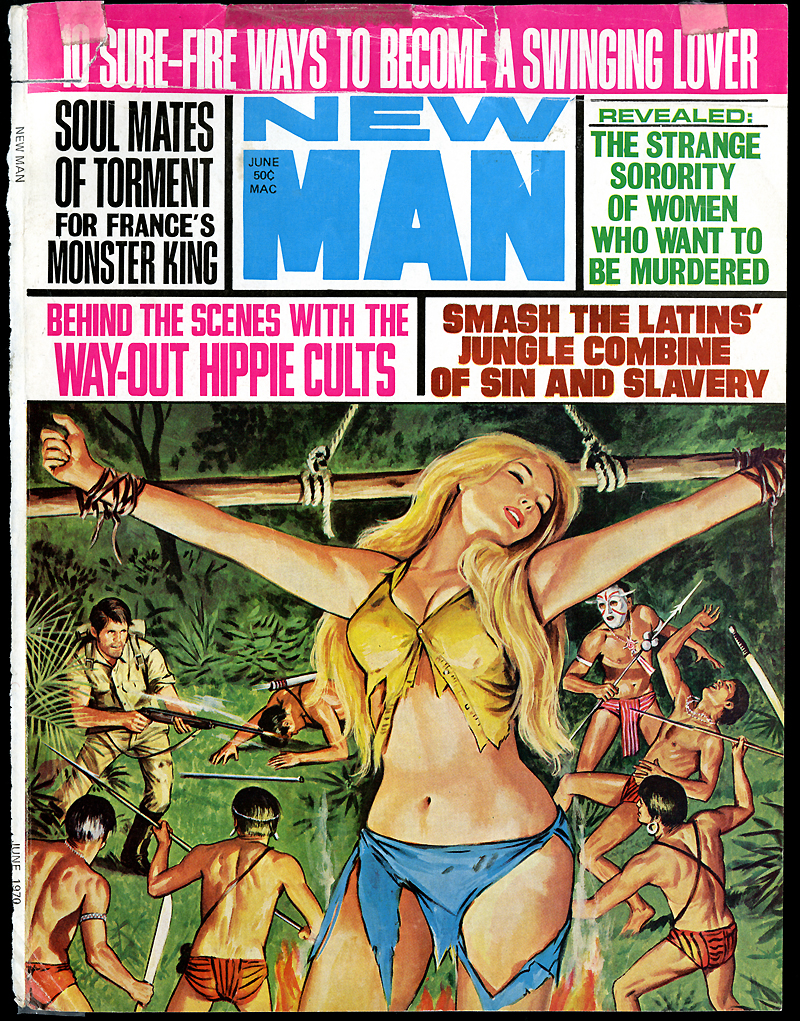 10 SURE-FIRE WAYS TO BECOME A SWINGING LOVER
SOUL MATES
OF TORMENT
FOR FRANCE'S
MONSTER KING
NEW
MAN
JUNE
50¢
MAC
REVEALED:
THE STRANGE
SORORITY
OF WOMEN
WHO WANT TO
BE MURDERED
BEHIND THE SCENES WITH THE
WAY-OUT HIPPIE CULTS
SMASH THE LATINS'
JUNGLE COMBINE
OF SIN AND SLAVERY
NEW MAN
JUNE 1970